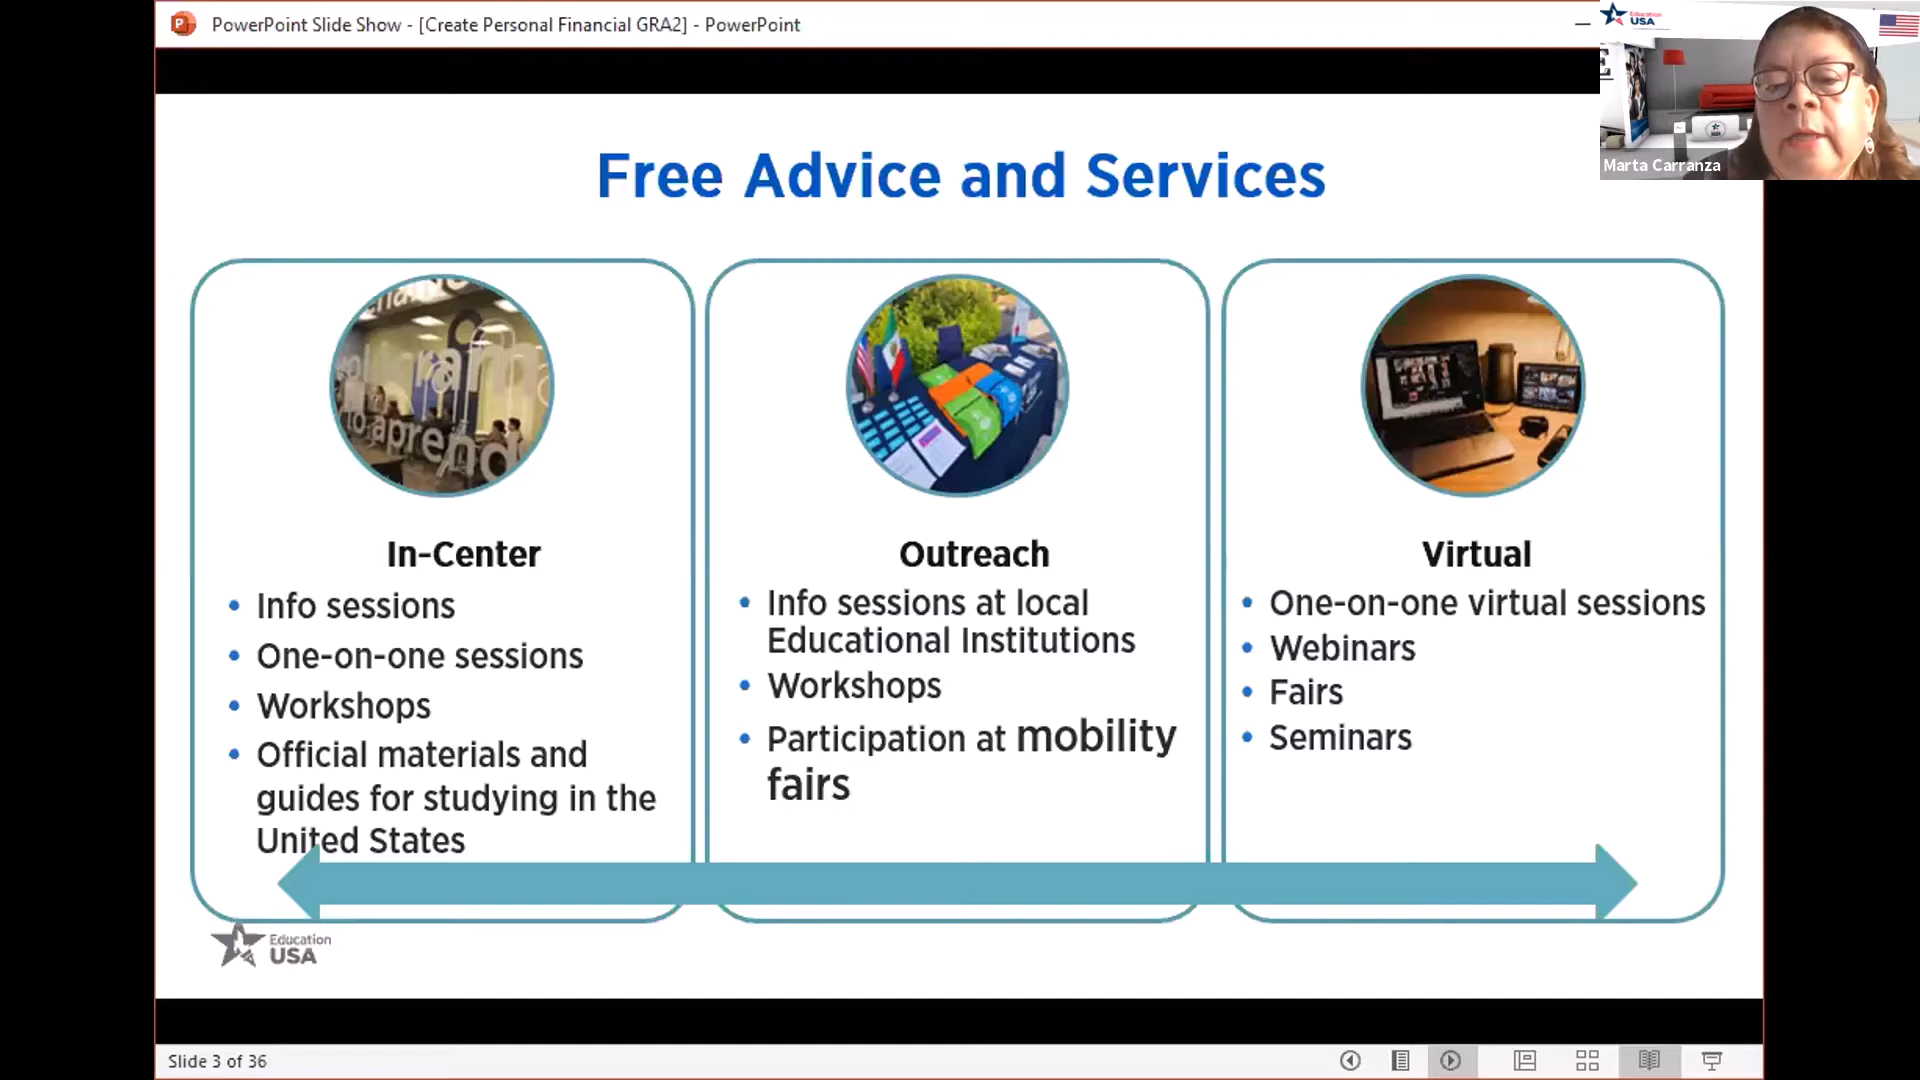 PowerPoint Slide Show - [Create Personal Financial GRA2] - PowerPoint
Education
USA
Marta Carranza
Free Advice and Services
aprend
In-Center
• Info sessions
• One-on-one sessions
• Workshops
• Official materials and
guides for studying in the
United States
Outreach
• Info sessions at local
Educational Institutions
• Workshops
• Participation at mobility
fairs
Virtual
• One-on-one virtual sessions
• Webinars
• Fairs
• Seminars
Education
USA
Slide 3 of 36